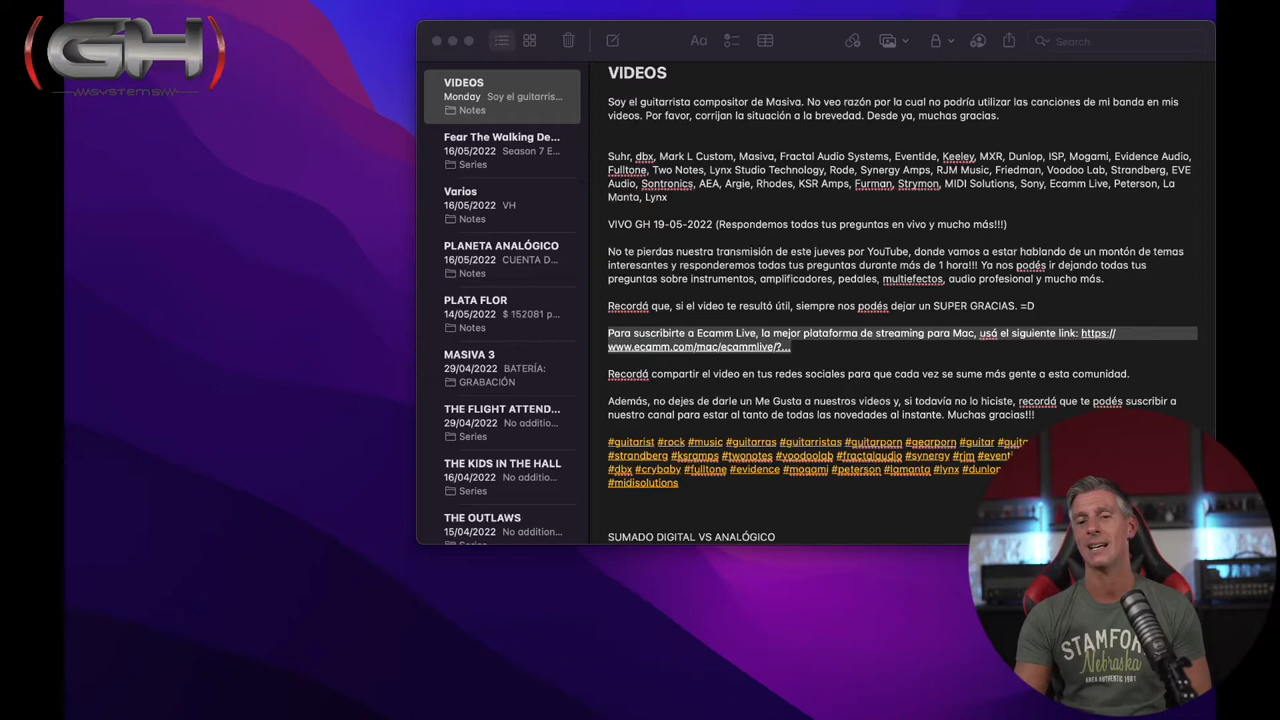 GH
SYSTEMS
Search...
VIDEOS
Monday Soy el guitarris...
Notes
Fear The Walking De...
16/05/2022 Season 7 E...
Series
Varios
16/05/2022 VH
Notes
PLANETA ANALÓGICO
16/05/2022 CUENTA D...
Notes
PLATA FLOR
14/05/2022 $ 152081 p...
Notes
MASIVA 3
29/04/2022 BATERÍA:
GRABACIÓN
THE FLIGHT ATTEND...
29/04/2022 No addition...
Series
THE KIDS IN THE HALL
16/04/2022 No addition...
Series
THE OUTLAWS
15/04/2022 No addition...
Series
VIDEOS
Soy el guitarrista compositor de Masiva. No veo razón por la cual no podría utilizar las canciones de mi banda en mis
videos. Por favor, corrijan la situación a la brevedad. Desde ya, muchas gracias.
Suhr, dbx, Mark L Custom, Masiva, Fractal Audio Systems, Eventide, Keeley, MXR, Dunlop, ISP, Mogami, Evidence Audio,
Fulltone, Two Notes, Lynx Studio Technology, Rode, Synergy Amps, RJM Music, Friedman, Voodoo Lab, Strandberg, EVE
Audio, Sontronics, AEA, Argie, Rhodes, KSR Amps, Furman, Strymon, MIDI Solutions, Sony, Ecamm Live, Peterson, La
Manta, Lynx
VIVO GH 19-05-2022 (Respondemos todas tus preguntas en vivo y mucho más!!!)
No te pierdas nuestra transmisión de este jueves por YouTube, donde vamos a estar hablando de un montón de temas
interesantes y responderemos todas tus preguntas durante más de 1 hora!!! Ya nos podés ir dejando todas tus
preguntas sobre instrumentos, amplificadores, pedales, multiefectos, audio profesional y mucho más.
Recordá que, si el video te resultó útil, siempre nos podés dejar un SUPER GRACIAS. =D
Para suscribirte a Ecamm Live, la mejor plataforma de streaming para Mac, usá el siguiente link: https://
www.ecamm.com/mac/ecammlive/?...
Recordá compartir el video en tus redes sociales para que cada vez se sume más gente a esta comunidad.
Además, no dejes de darle un Me Gusta a nuestros videos y, si todavía no lo hiciste, recordá que te podés suscribir a
nuestro canal para estar al tanto de todas las novedades al instante. Muchas gracias!!!
#guitarist #rock #music #guitarras #guitarristas #guitarporn #gearporn #guitar #guita
#strandberg #ksramps #twonotes #voodoolab #fractalaudio #synergy #rjm #event
#dbx #crybaby #fulltone #evidence #mogami #peterson #lamanta #lynx #dunlop
#midisolutions
SUMADO DIGITAL VS ANALÓGICO
STAMFOR
Nebraska
AREA AUTHENTIC 1981